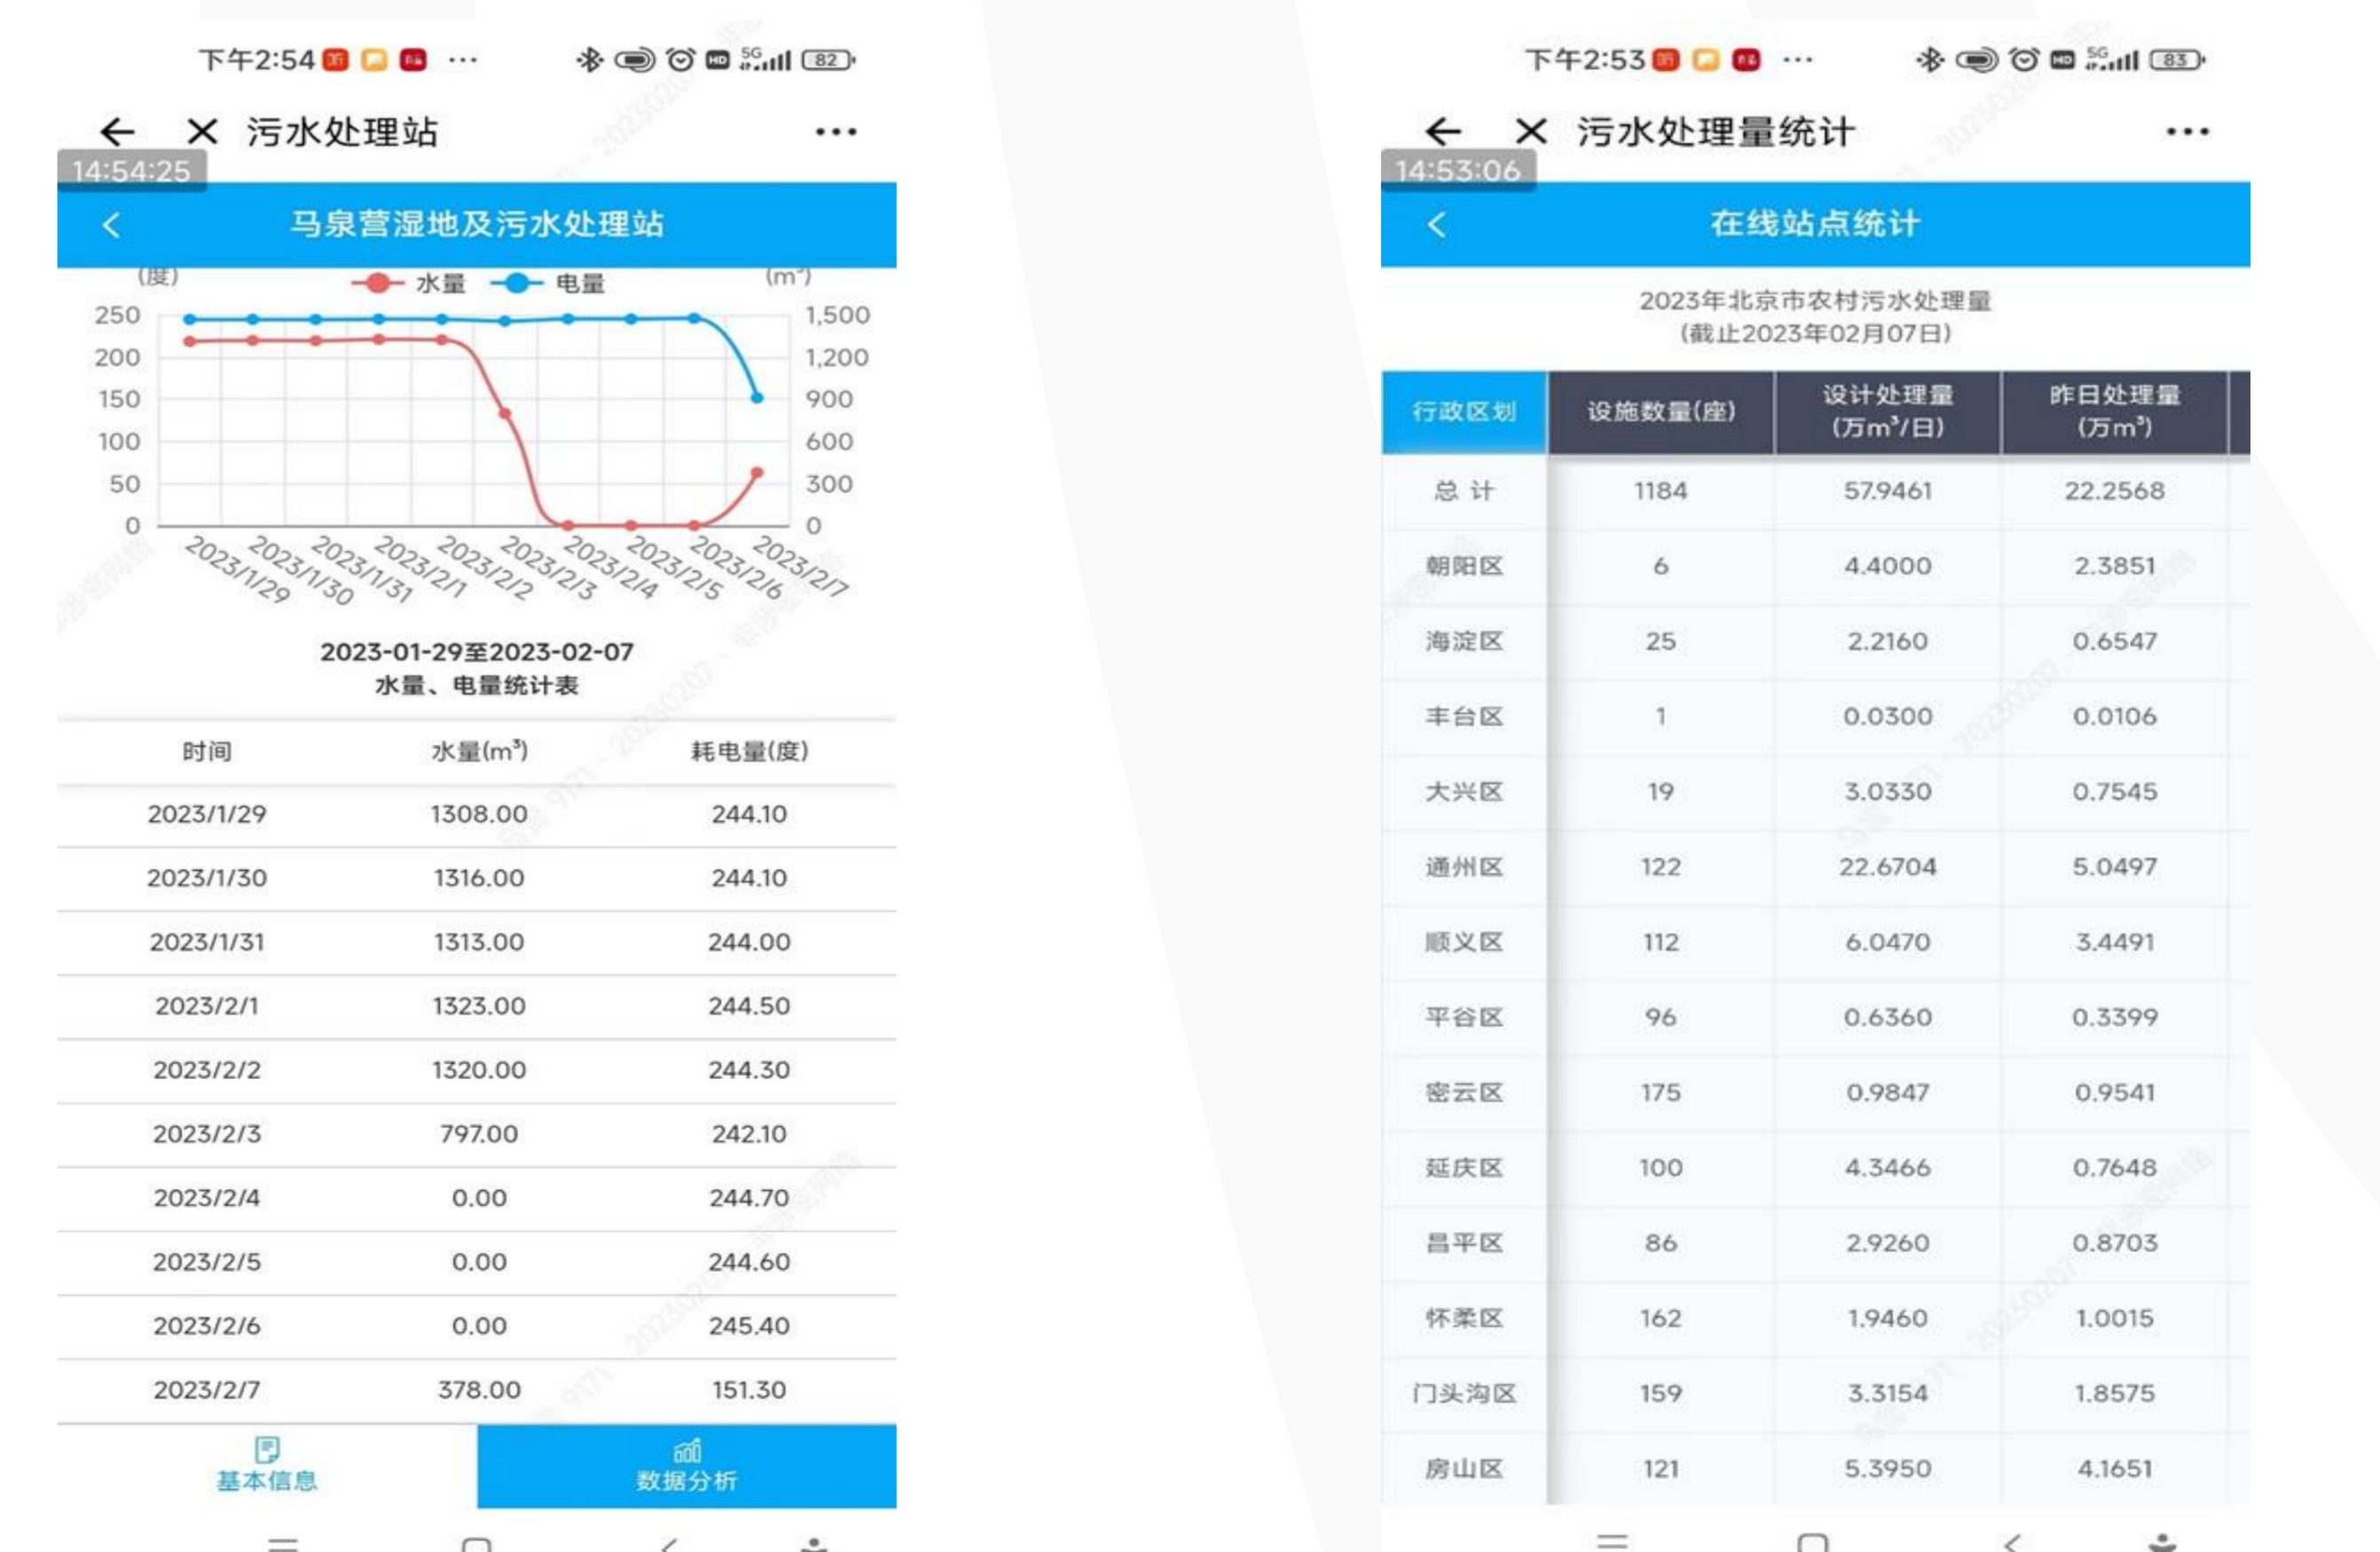 下午2:54 ··· HD 5G 82
污水处理站 ···
14:54:25
马泉营湿地及污水处理站
(度) 水量 电量 (m³)
250 1,500
200 1,200
150 900
100 600
50 300
0 0
2023/1/29 2023/1/30 2023/1/31 2023/2/1 2023/2/2 2023/2/3 2023/2/4 2023/2/5 2023/2/6 2023/2/7
2023-01-29至2023-02-07
水量、电量统计表
时间 水量(m³) 耗电量(度)
2023/1/29 1308.00 244.10
2023/1/30 1316.00 244.10
2023/1/31 1313.00 244.00
2023/2/1 1323.00 244.50
2023/2/2 1320.00 244.30
2023/2/3 797.00 242.10
2023/2/4 0.00 244.70
2023/2/5 0.00 244.60
2023/2/6 0.00 245.40
2023/2/7 378.00 151.30
基本信息 数据分析
下午2:53 ··· HD 5G 83
污水处理量统计 ···
14:53:06
在线站点统计
2023年北京市农村污水处理量
(截止2023年02月07日)
行政区划 设施数量(座) 设计处理量(万m³/日) 昨日处理量(万m³)
总 计 1184 57.9461 22.2568
朝阳区 6 4.4000 2.3851
海淀区 25 2.2160 0.6547
丰台区 1 0.0300 0.0106
大兴区 19 3.0330 0.7545
通州区 122 22.6704 5.0497
顺义区 112 6.0470 3.4491
平谷区 96 0.6360 0.3399
密云区 175 0.9847 0.9541
延庆区 100 4.3466 0.7648
昌平区 86 2.9260 0.8703
怀柔区 162 1.9460 1.0015
门头沟区 159 3.3154 1.8575
房山区 121 5.3950 4.1651